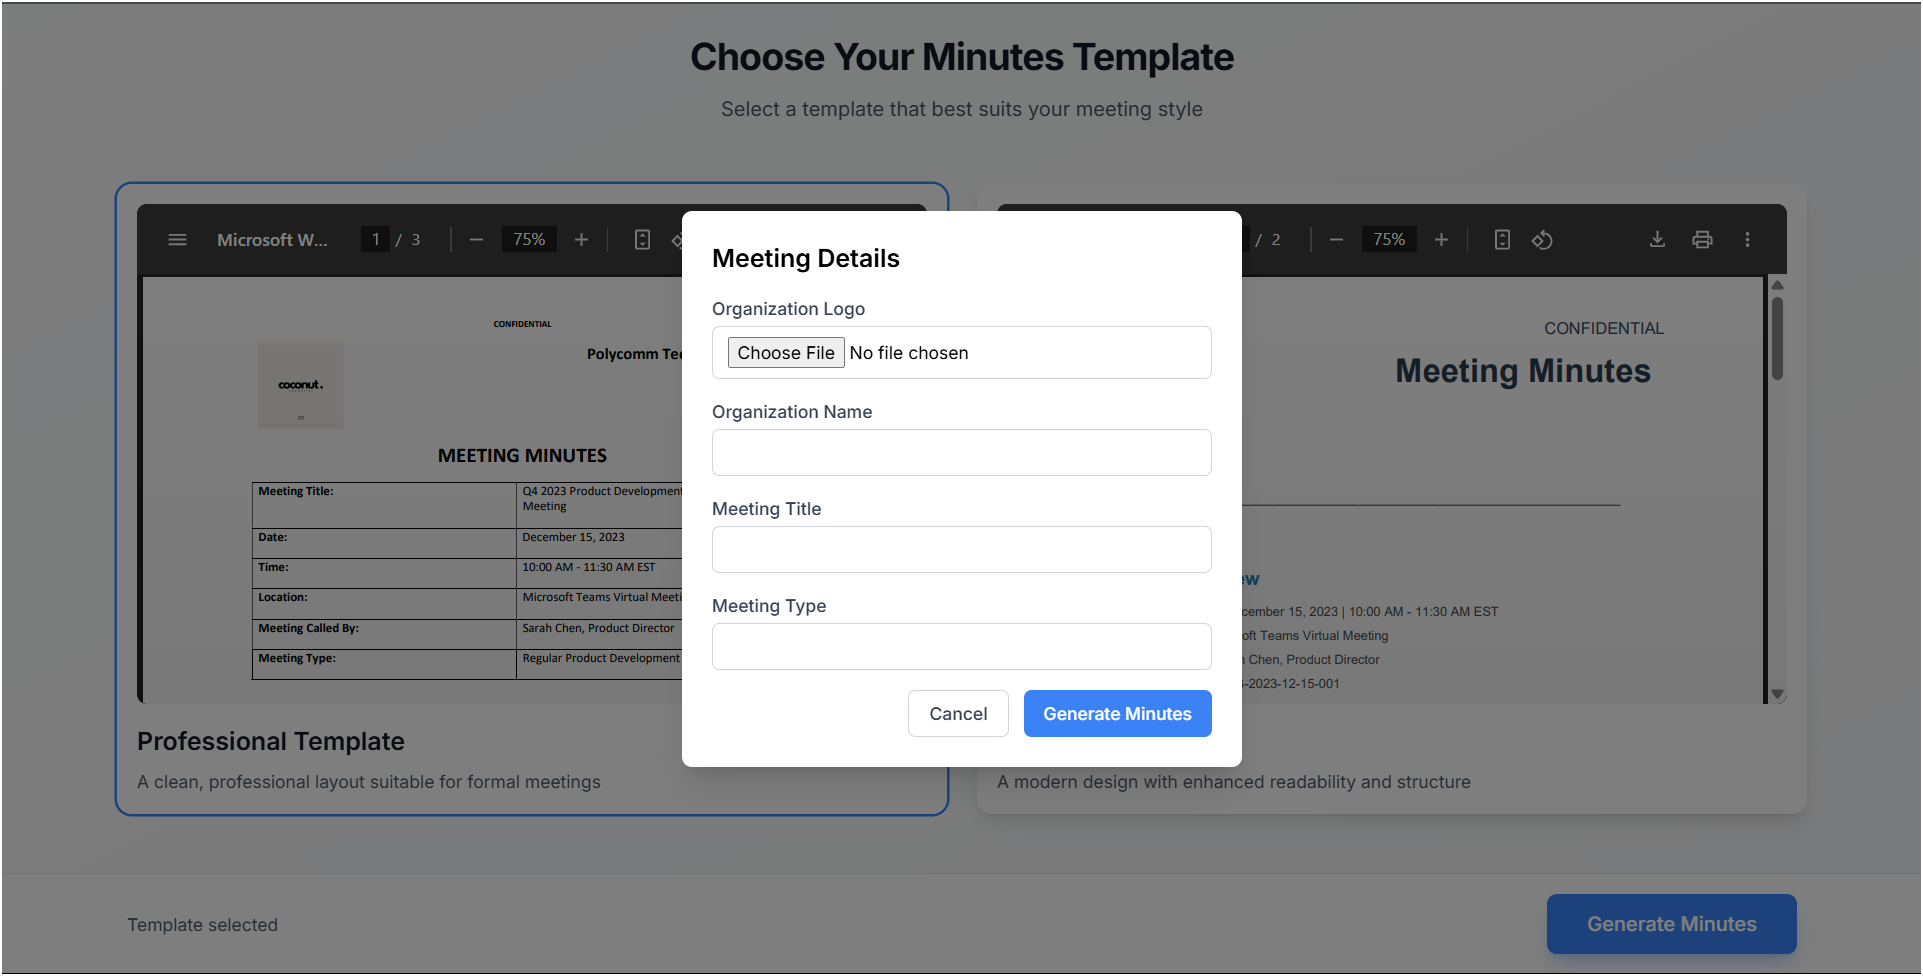 Choose Your Minutes Template
Select a template that best suits your meeting style
Microsoft W...
1 / 3
75%
CONFIDENTIAL
Polycomm
coconut.
MEETING MINUTES
Meeting Title:
Q4 2023 Product Development
Meeting
Date:
December 15, 2023
Time:
10:00 AM - 11:30 AM EST
Location:
Microsoft Teams Virtual
Meeting Called By:
Sarah Chen, Product Director
Meeting Type:
Regular Product Development
Professional Template
A clean, professional layout suitable for formal meetings
Meeting Details
Organization Logo
Choose File No file chosen
Organization Name
Meeting Title
Meeting Type
Cancel
Generate Minutes
/ 2
75%
CONFIDENTIAL
Meeting Minutes
15, 2023 | 10:00 AM - 11:30 AM EST
Teams Virtual Meeting
Chen, Product Director
-2023-12-15-001
A modern design with enhanced readability and structure
Template selected
Generate Minutes